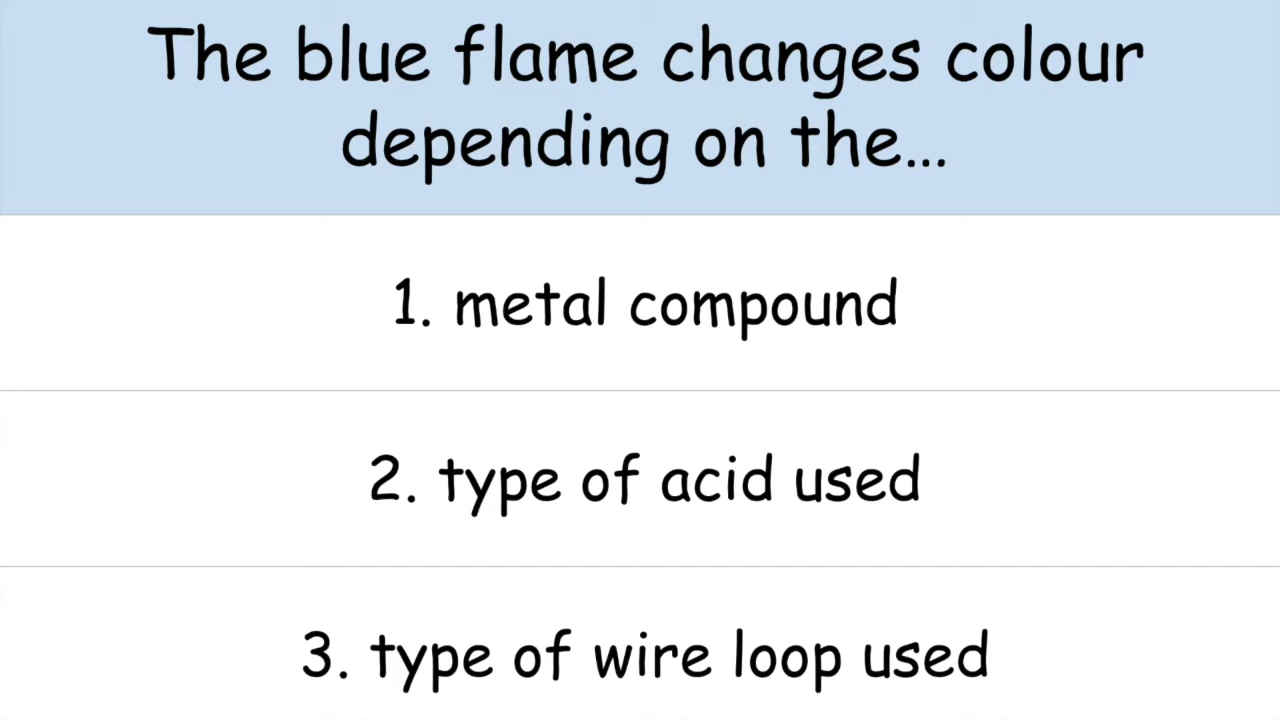 The blue flame changes colour
depending on the...
1. metal compound
2. type of acid used
3. type of wire loop used